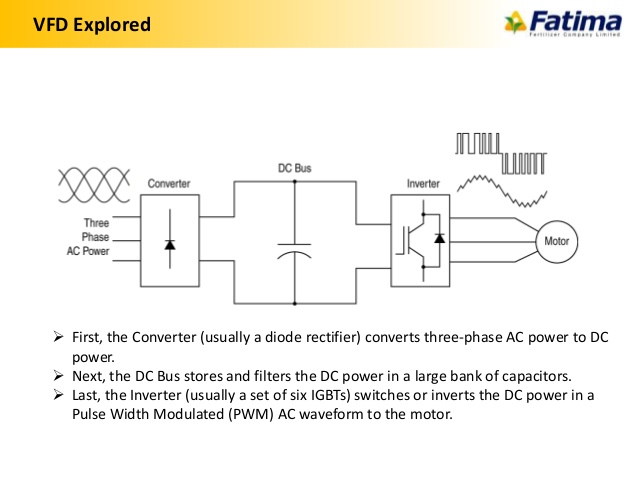 VFD Explored
Fatima
Fertilizer Company Limited
DC Bus
Converter
Inverter
Three
Phase
AC Power
Motor
➢ First, the Converter (usually a diode rectifier) converts three-phase AC power to DC
power.
➢ Next, the DC Bus stores and filters the DC power in a large bank of capacitors.
➢ Last, the Inverter (usually a set of six IGBTs) switches or inverts the DC power in a
Pulse Width Modulated (PWM) AC waveform to the motor.